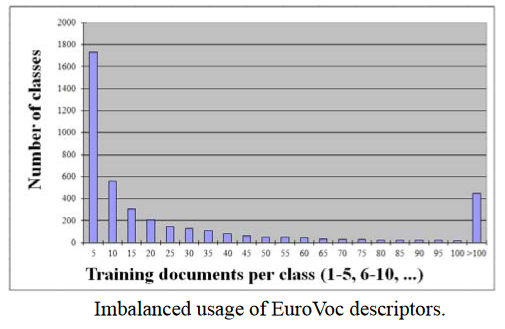 2000
1800
1600
1400
1200
1000
800
600
400
200
0
Number of classes
5 10 15 20 25 30 35 40 45 50 55 60 65 70 75 80 85 90 95 100 >100
Training documents per class (1-5, 6-10, ...)
Imbalanced usage of EuroVoc descriptors.